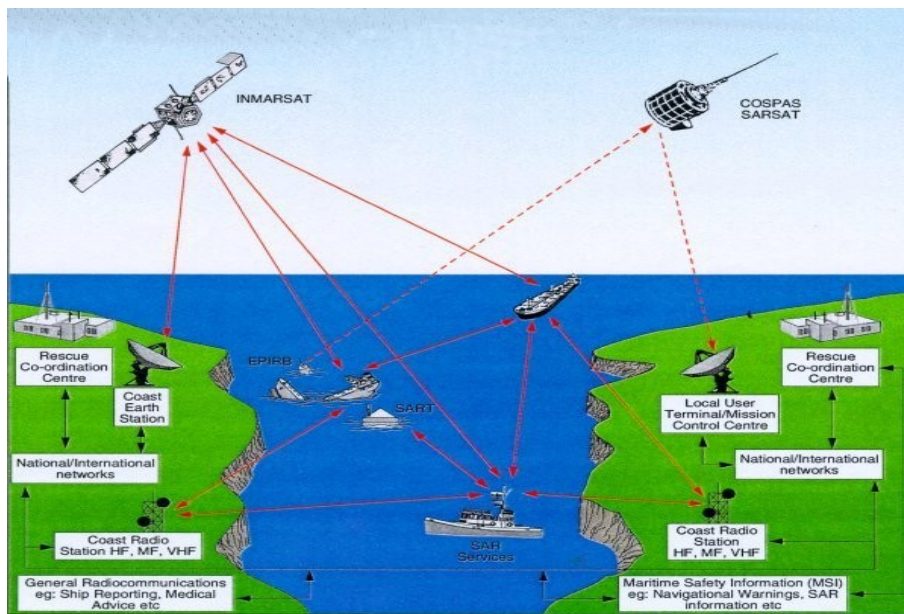 INMARSAT
COSPAS
SARSAT
EPIRB
SART
Rescue
Co-ordination
Centre
Coast
Earth
Station
National/International
networks
Coast Radio
Station HF, MF, VHF
General Radiocommunications
eg: Ship Reporting, Medical
Advice etc
SAR
Services
Rescue
Co-ordination
Centre
Local User
Terminal/Mission
Control Centre
National/International
networks
Coast Radio
Station
HF, MF, VHF
Maritime Safety Information (MSI)
eg: Navigational Warnings, SAR
information etc